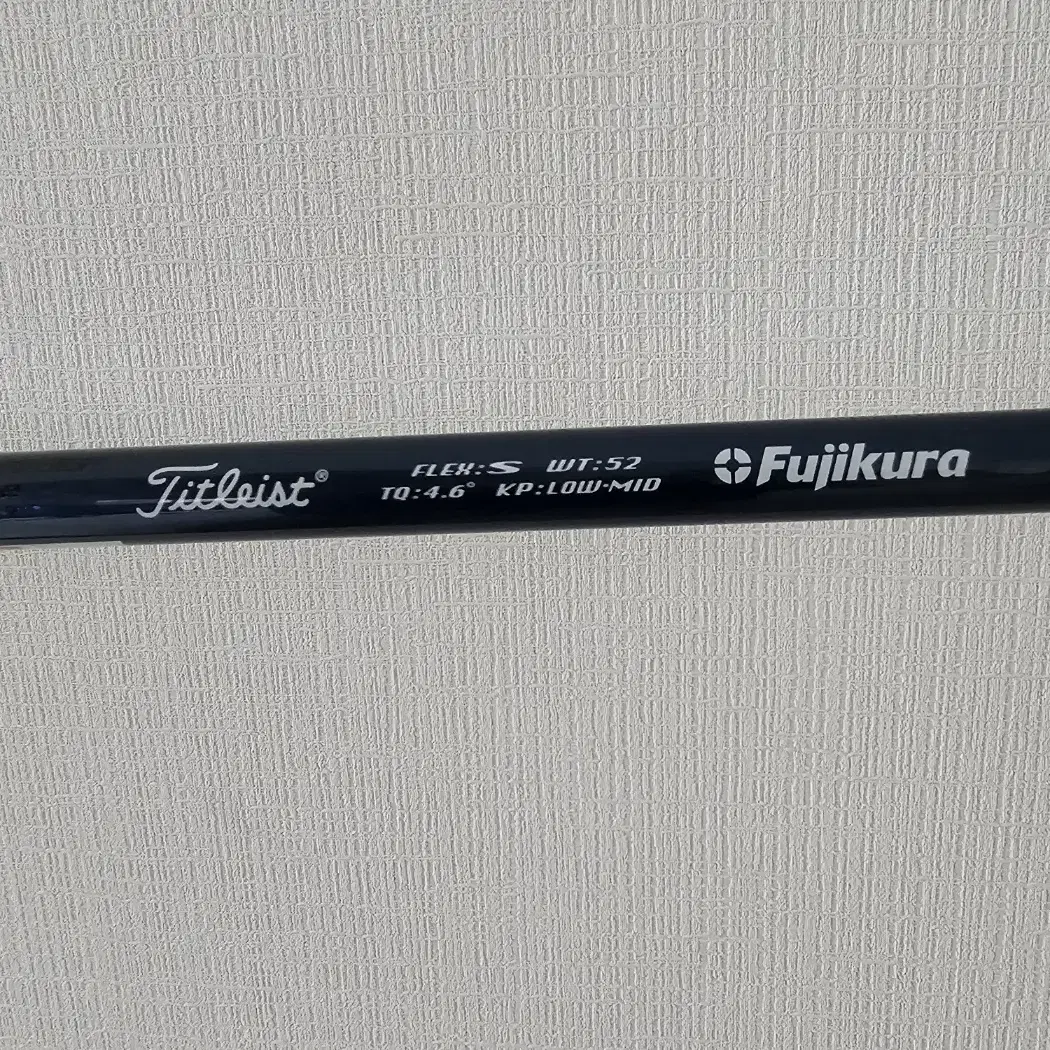 Titleist®
FLEX:S WT:52
TQ:4.6° KP:LOW-MID
Fujikura